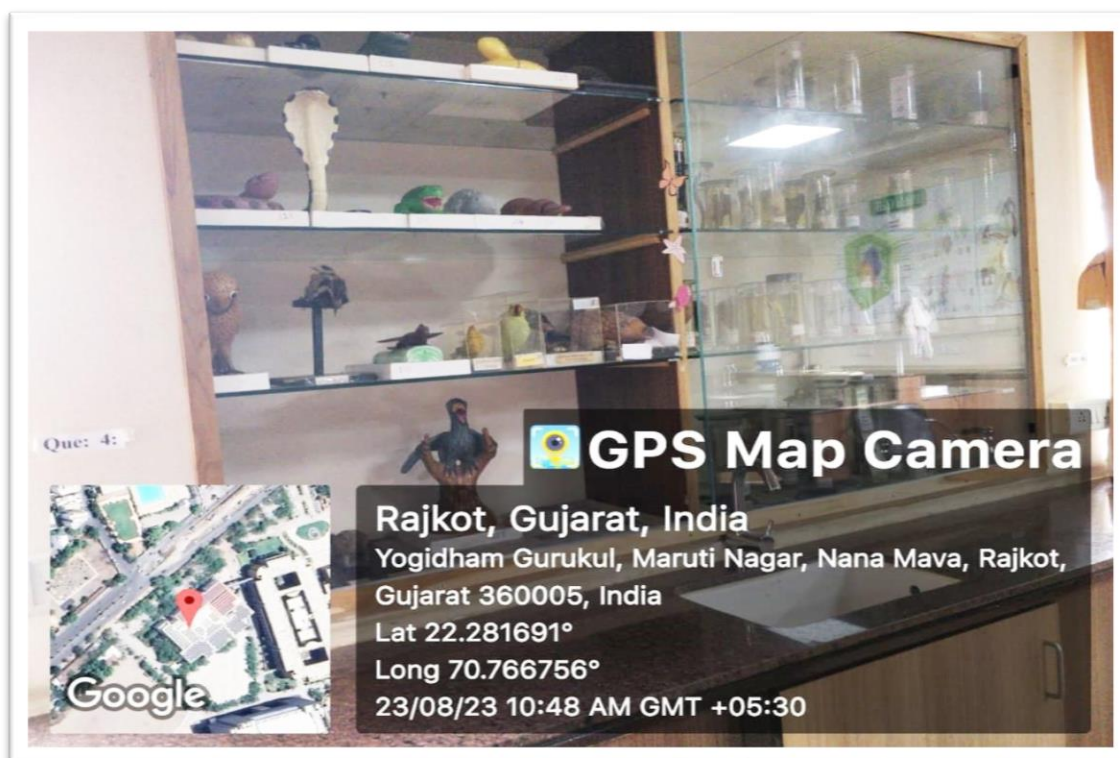 Que: 4:
GPS Map Camera
Rajkot, Gujarat, India
Yogidham Gurukul, Maruti Nagar, Nana Mava, Rajkot,
Gujarat 360005, India
Lat 22.281691°
Long 70.766756°
23/08/23 10:48 AM GMT +05:30
Google